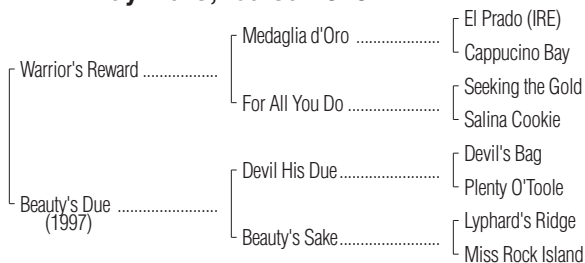 El Prado (IRE)
Medaglia d'Oro ....................
Cappucino Bay
Warrior's Reward ..................
Seeking the Gold
For All You Do ......................
Salina Cookie
Devil's Bag
Devil His Due ......................
Plenty O'Toole
Beauty's Due ........................
(1997)
Lyphard's Ridge
Beauty's Sake......................
Miss Rock Island